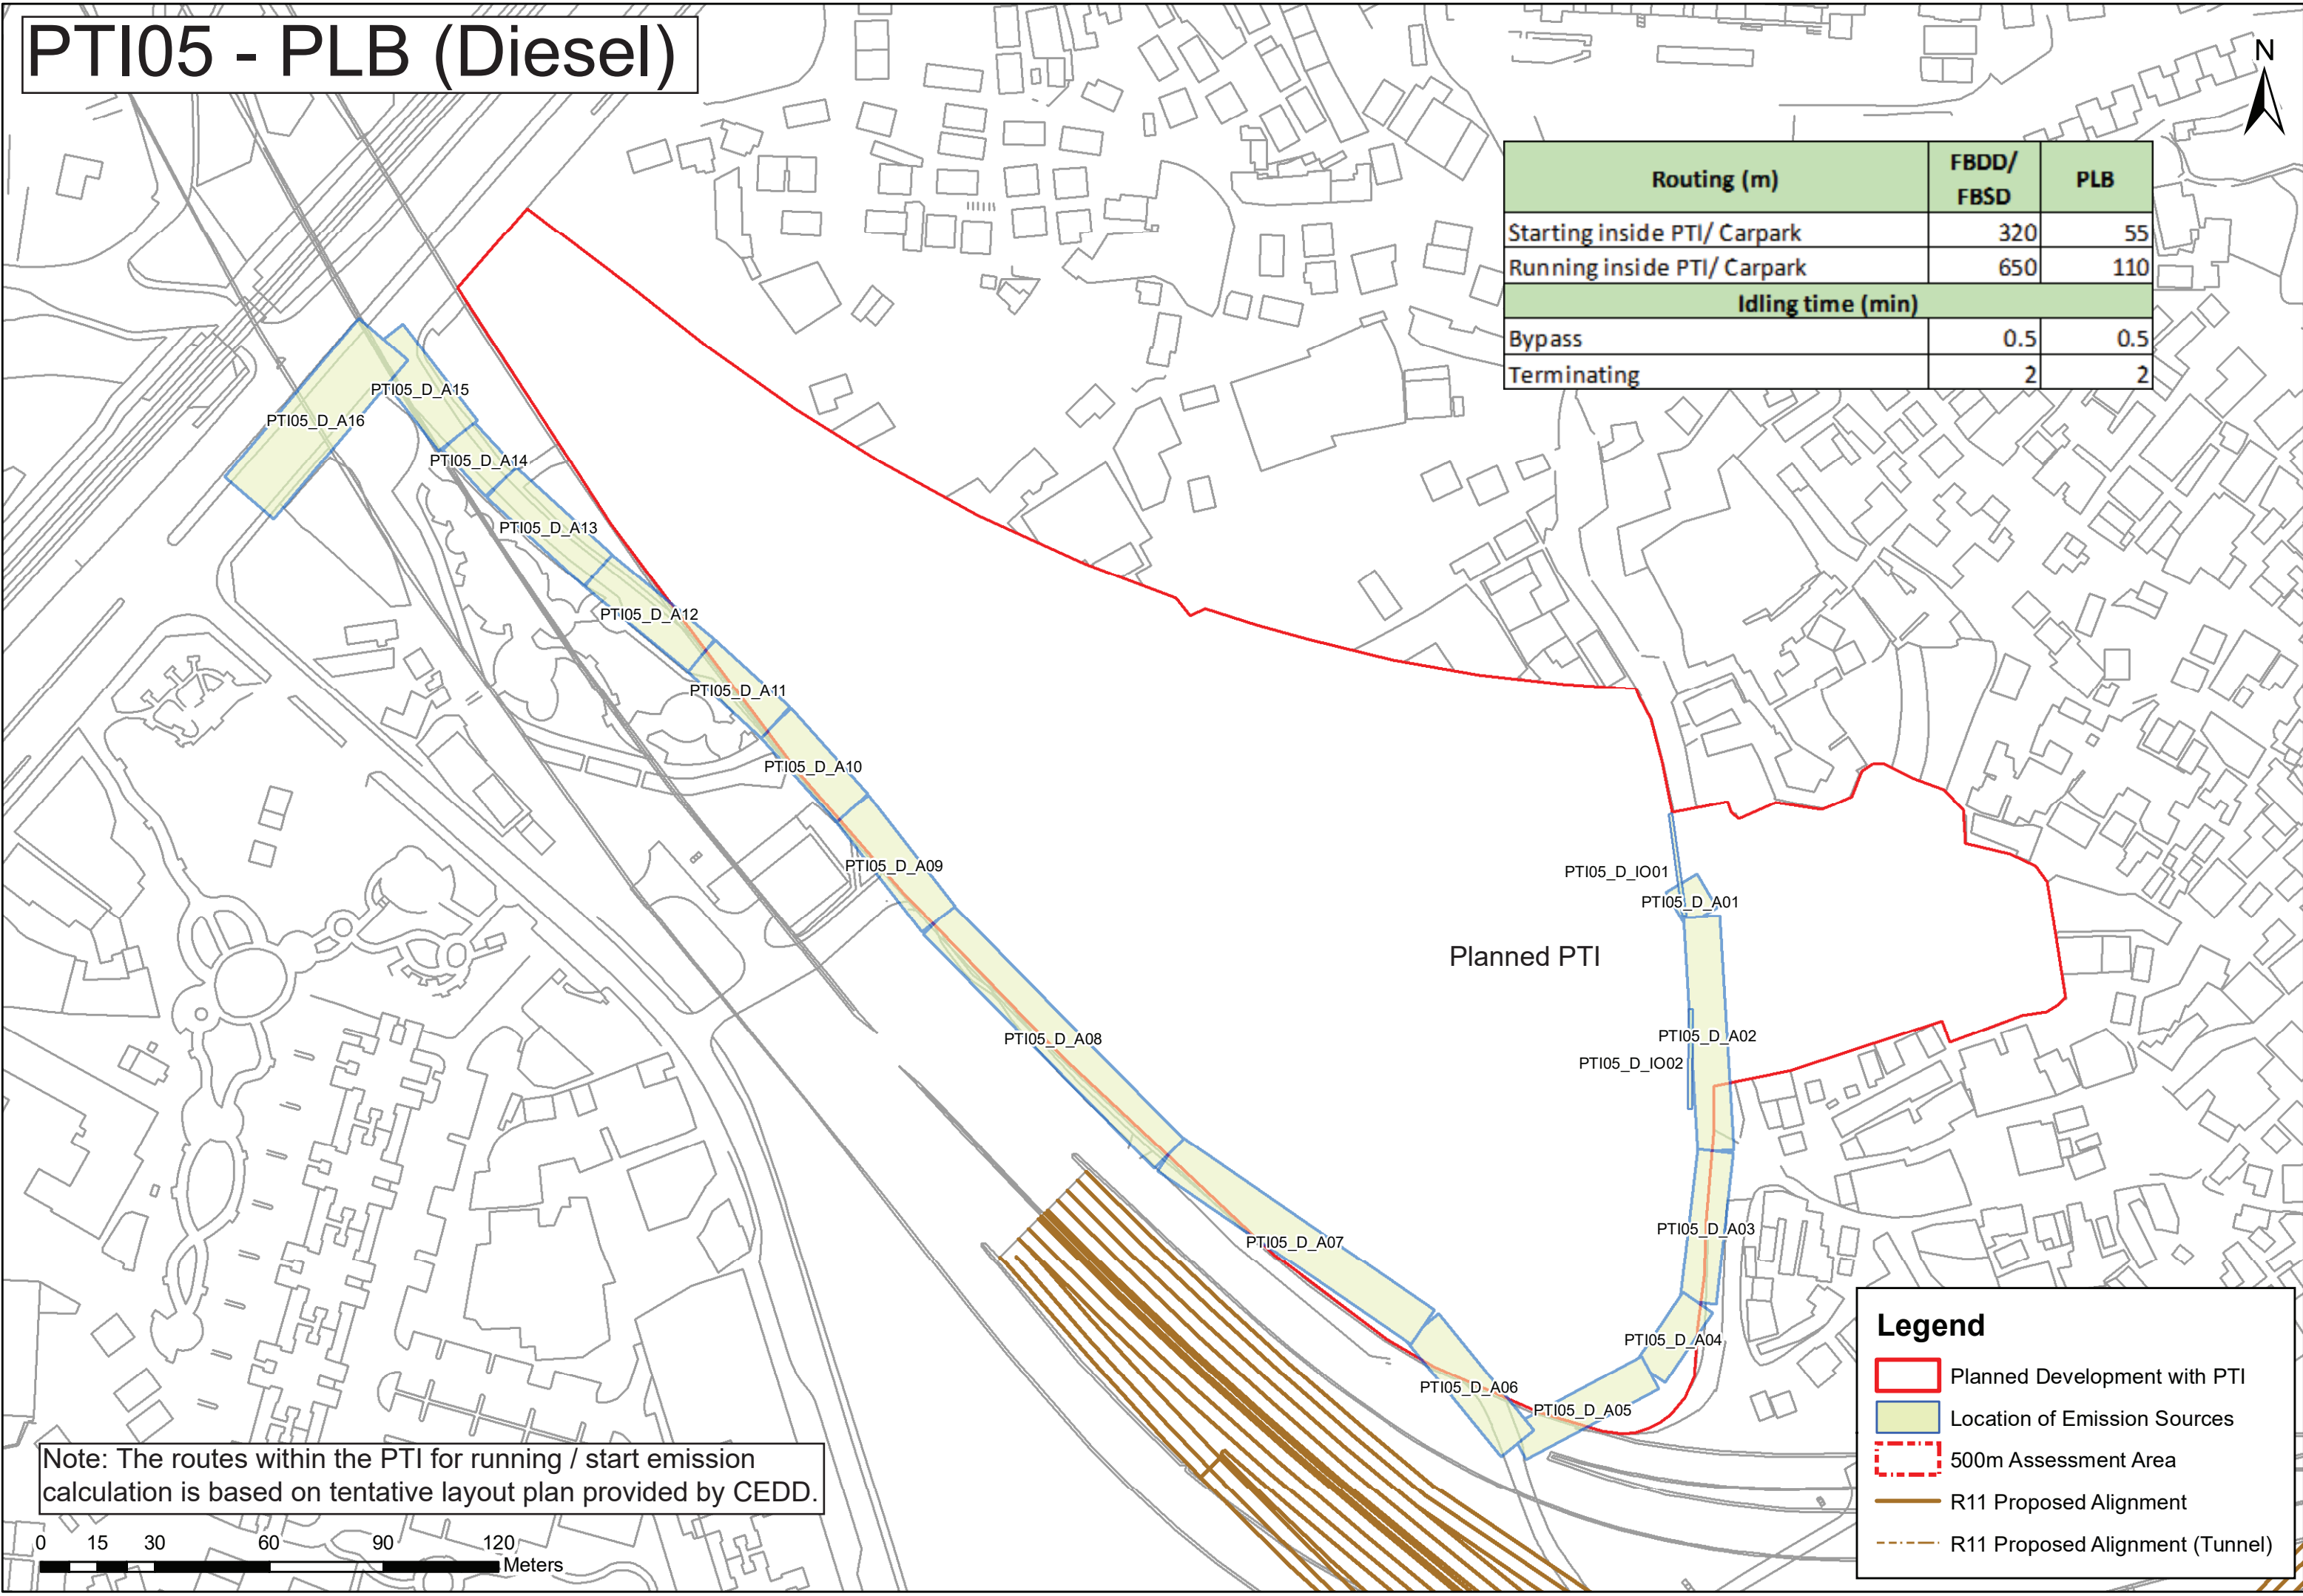 PTI05 - PLB (Diesel)
N
Routing (m) FBDD/ FBSD PLB
Starting inside PTI/ Carpark 320 55
Running inside PTI/ Carpark 650 110
Idling time (min)
Bypass 0.5 0.5
Terminating 2 2
PTI05_D_A15
PTI05_D_A16
PTI05_D_A14
PTI05_D_A13
PTI05_D_A12
PTI05_D_A11
PTI05_D_A10
PTI05_D_A09
PTI05_D_IO01
PTI05_D_A01
Planned PTI
PTI05_D_A08
PTI05_D_A02
PTI05_D_IO02
PTI05_D_A03
PTI05_D_A07
PTI05_D_A04
PTI05_D_A06
PTI05_D_A05
Legend
Planned Development with PTI
Location of Emission Sources
500m Assessment Area
R11 Proposed Alignment
R11 Proposed Alignment (Tunnel)
Note: The routes within the PTI for running / start emission
calculation is based on tentative layout plan provided by CEDD.
0 15 30 60 90 120
Meters